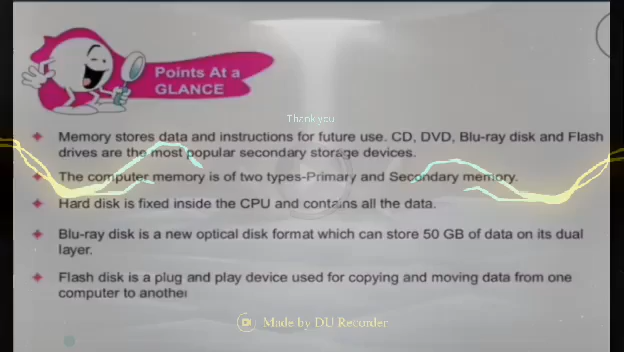 Points At a
GLANCE
Thank you
Memory stores data and instructions for future use. CD, DVD, Blu-ray disk and Flash
drives are the most popular secondary storage devices.
The computer memory is of two types-Primary and Secondary memory.
Hard disk is fixed inside the CPU and contains all the data.
Blu-ray disk is a new optical disk format which can store 50 GB of data on its dual
layer.
Flash disk is a plug and play device used for copying and moving data from one
computer to another
Made by DU Recorder